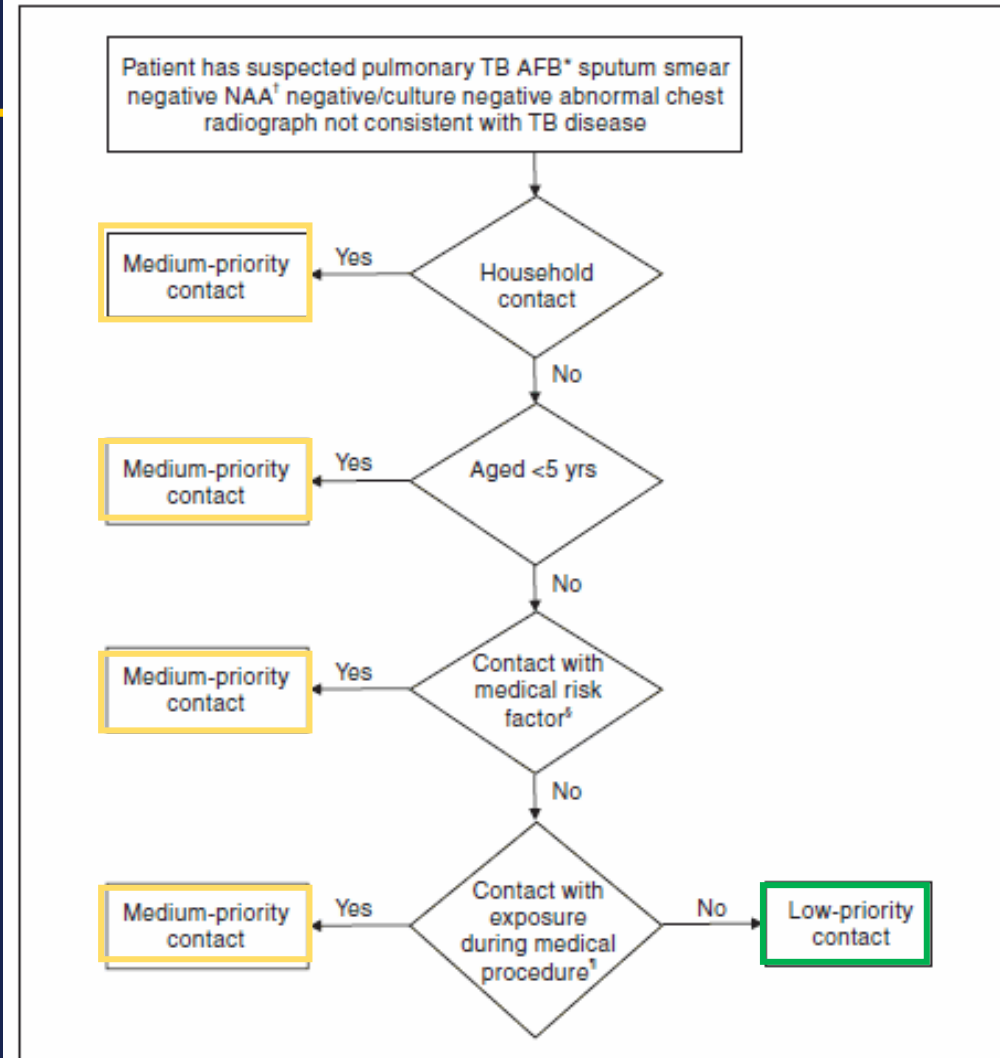 Patient has suspected pulmonary TB AFB* sputum smear
negative NAA† negative/culture negative abnormal chest
radiograph not consistent with TB disease
Medium-priority
contact
Yes
Household
contact
No
Medium-priority
contact
Yes
Aged <5 yrs
No
Medium-priority
contact
Yes
Contact with
medical risk
factor§
No
Medium-priority
contact
Yes
Contact with
exposure
during medical
procedure¶
No
Low-priority
contact